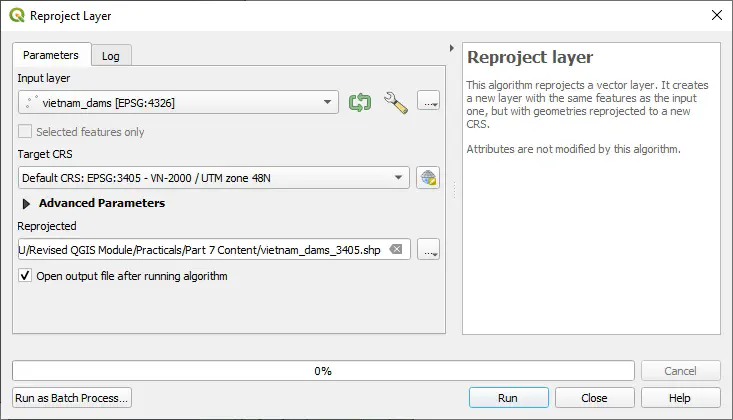 Reproject Layer
Parameters
Log
Input layer
vietnam_dams [EPSG:4326]
...
Selected features only
Target CRS
Default CRS: EPSG:3405 - VN-2000 / UTM zone 48N
Advanced Parameters
Reprojected
U/Revised QGIS Module/Practicals/Part 7 Content/vietnam_dams_3405.shp
...
Open output file after running algorithm
Reproject layer
This algorithm reprojects a vector layer. It creates
a new layer with the same features as the input
one, but with geometries reprojected to a new
CRS.
Attributes are not modified by this algorithm.
0%
Cancel
Run as Batch Process...
Run
Close
Help